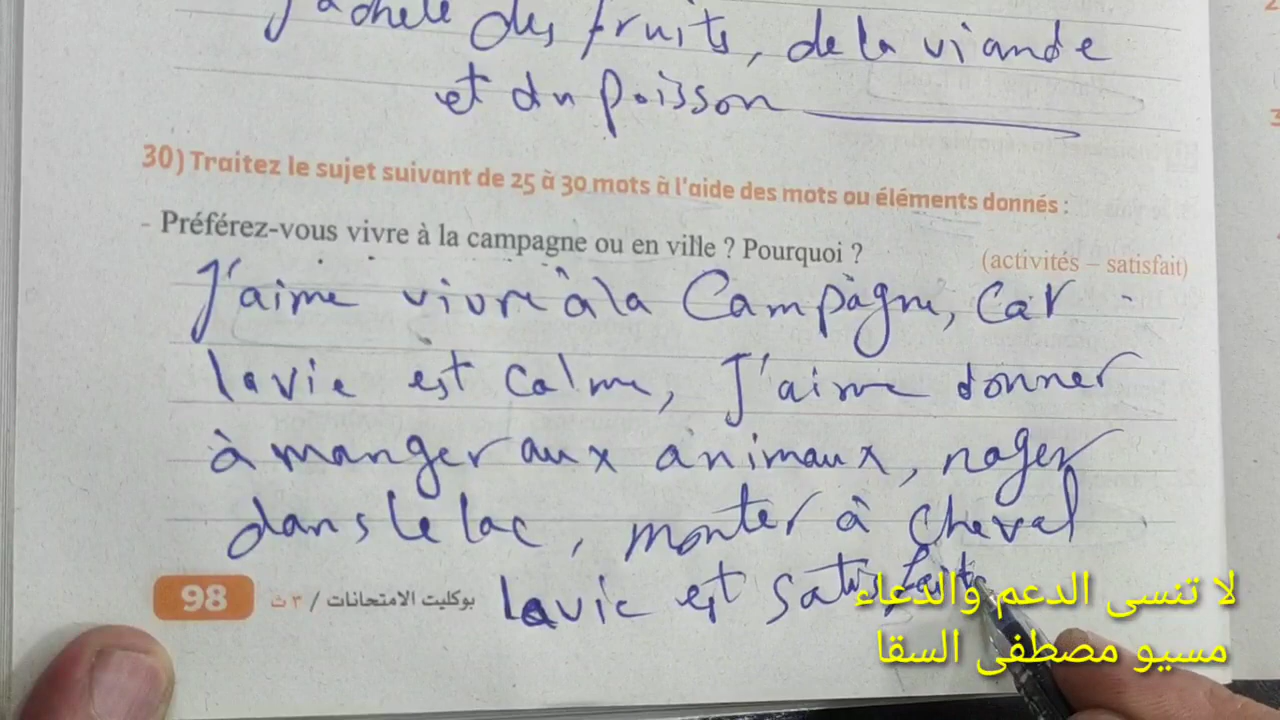 J'achète des fruits, de la viande
et du poisson
30) Traitez le sujet suivant de 25 à 30 mots à l'aide des mots ou éléments donnés :
- Préférez-vous vivre à la campagne ou en ville ? Pourquoi ?
(activités – satisfait)
J'aime vivre à la Campagne, Car
la vie est Calme, J'aime donner
à manger aux animaux, nager
dans le lac, monter à cheval
la vie est satisfait
98
بوكليت الامتحانات / ٣ ث
لا تنسى الدعم والدعاء
مسيو مصطفى السقا